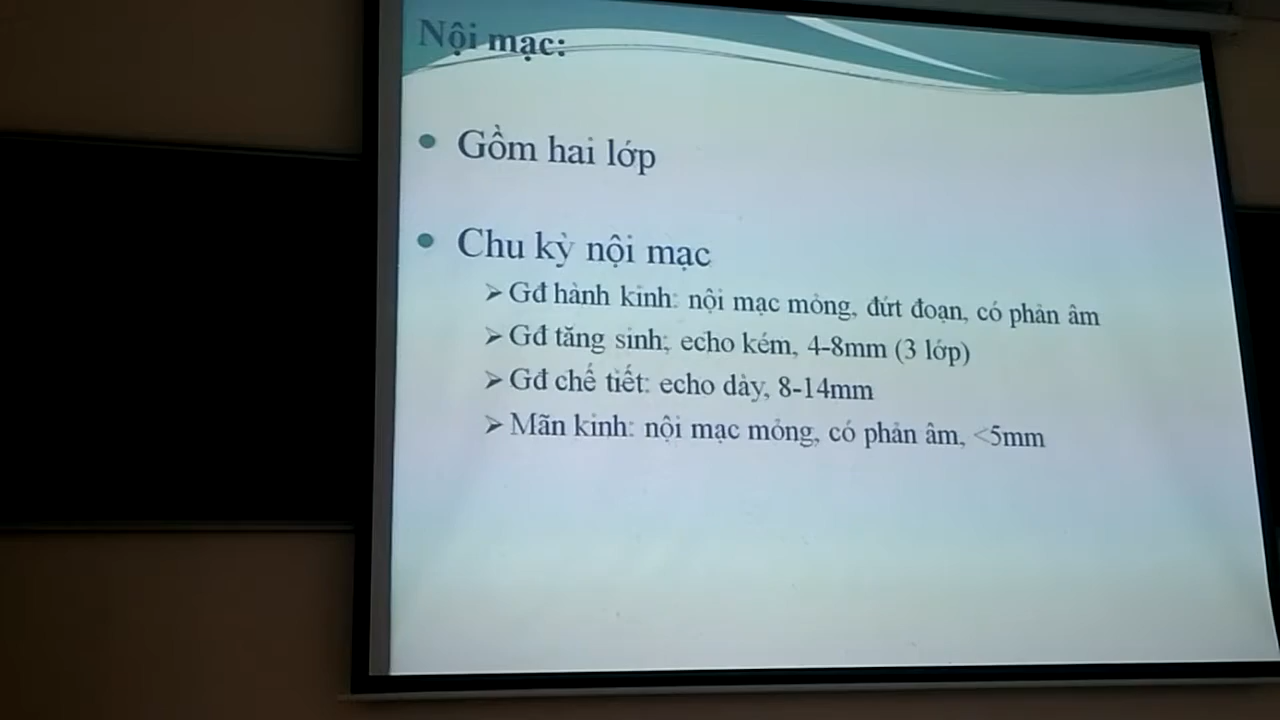 Nội mạc:
Gồm hai lớp
Chu kỳ nội mạc
Gđ hành kinh: nội mạc mỏng, đứt đoạn, có phản âm
Gđ tăng sinh; echo kém, 4-8mm (3 lớp)
Gđ chế tiết: echo dày, 8-14mm
Mãn kinh: nội mạc mỏng, có phản âm, <5mm